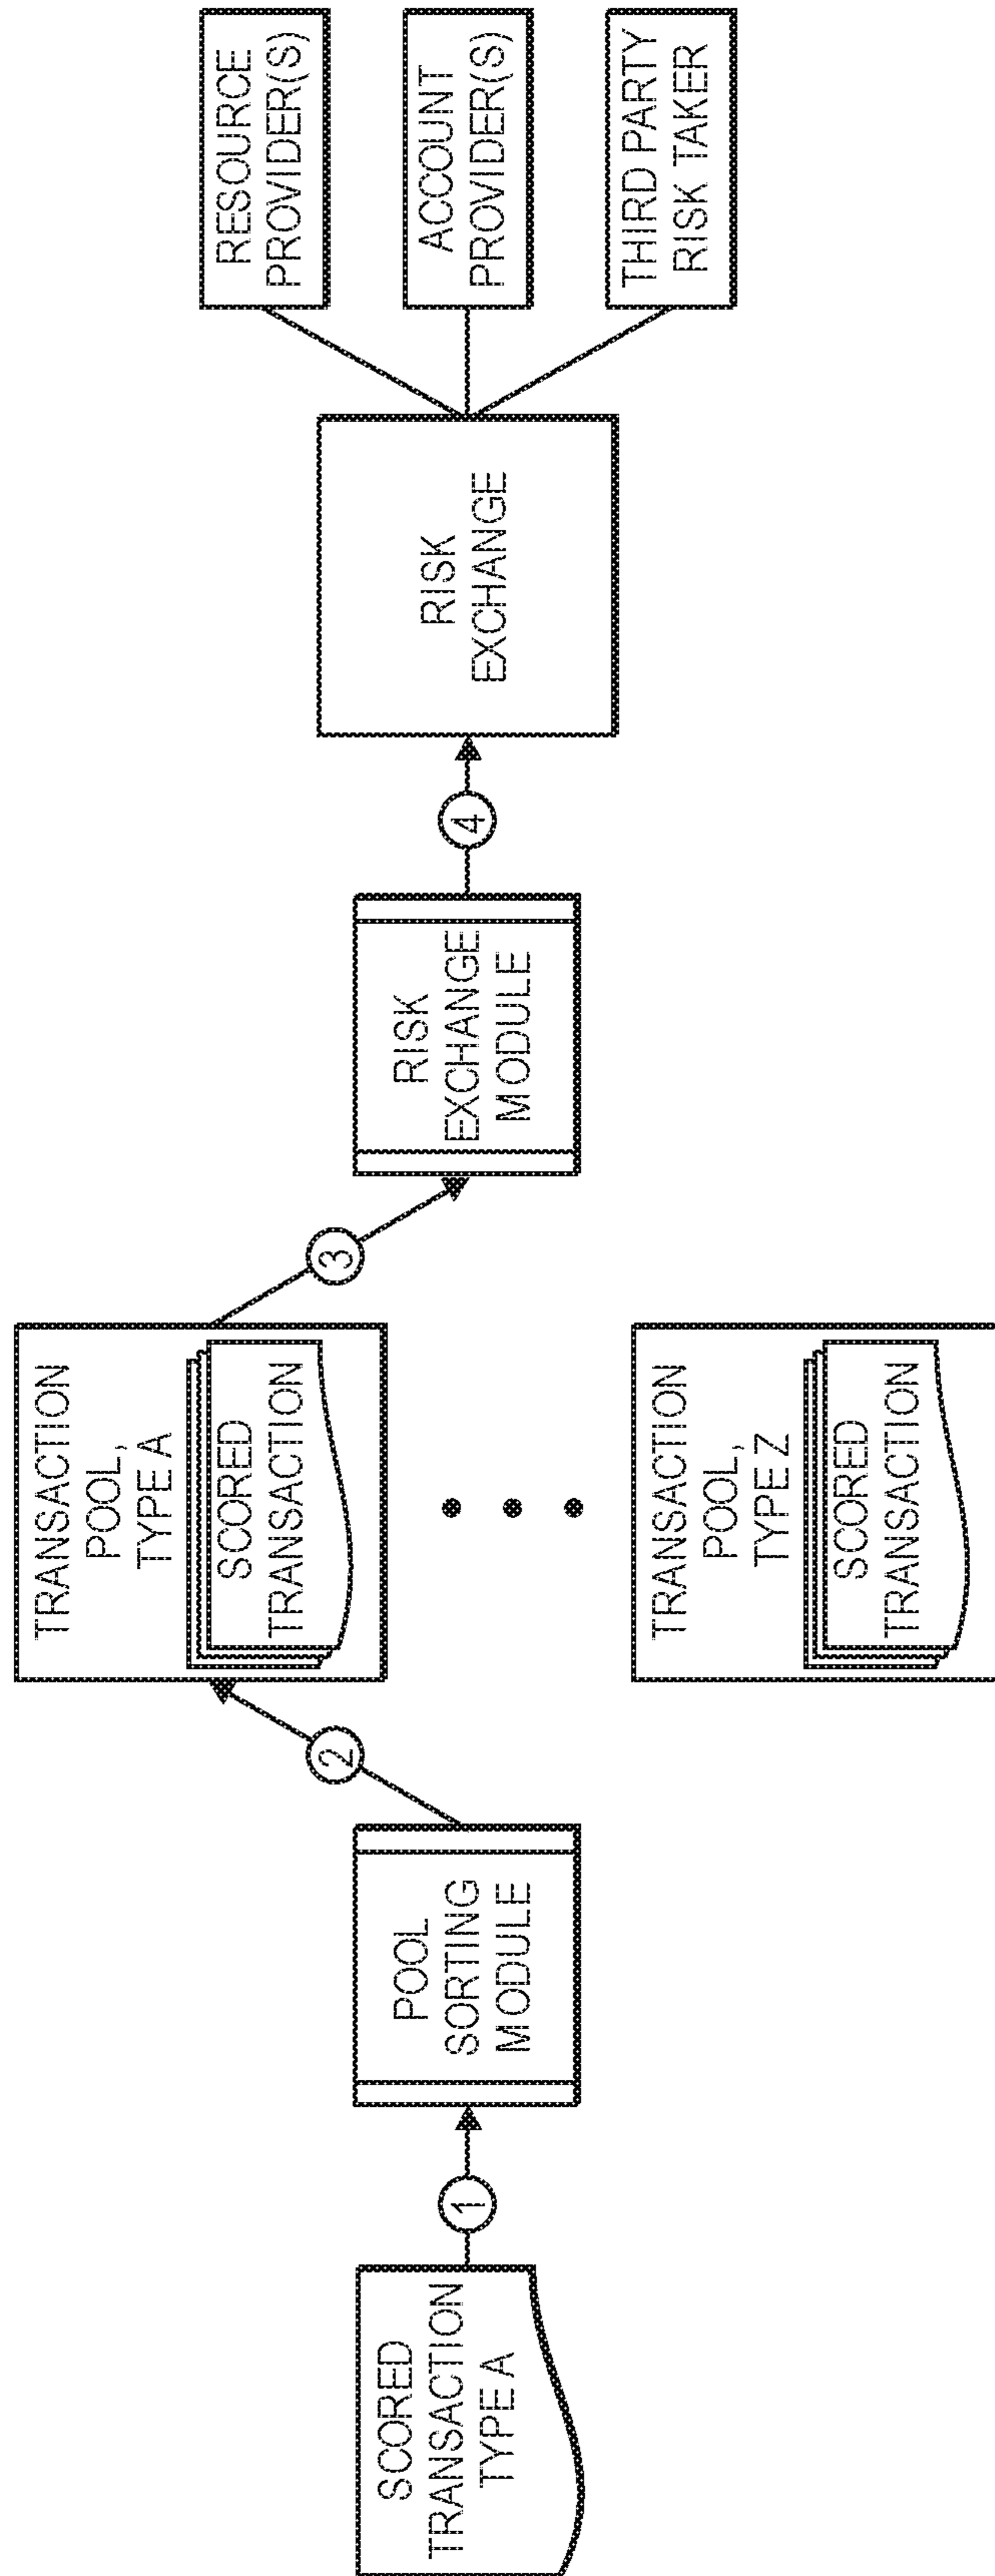 SCORED
TRANSACTION
TYPE A
1
POOL
SORTING
MODULE
2
TRANSACTION
POOL,
TYPE A
SCORED
TRANSACTION
TRANSACTION
POOL,
TYPE Z
SCORED
TRANSACTION
3
RISK
EXCHANGE
MODULE
4
RISK
EXCHANGE
RESOURCE
PROVIDER(S)
ACCOUNT
PROVIDER(S)
THIRD PARTY
RISK TAKER